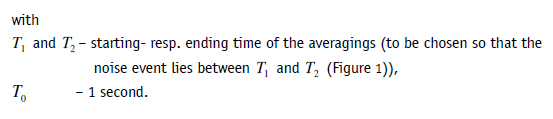 with
T₁ and T₂ – starting- resp. ending time of the averagings (to be chosen so that the
noise event lies between T₁ and T₂ (Figure 1)),
T₀ – 1 second.